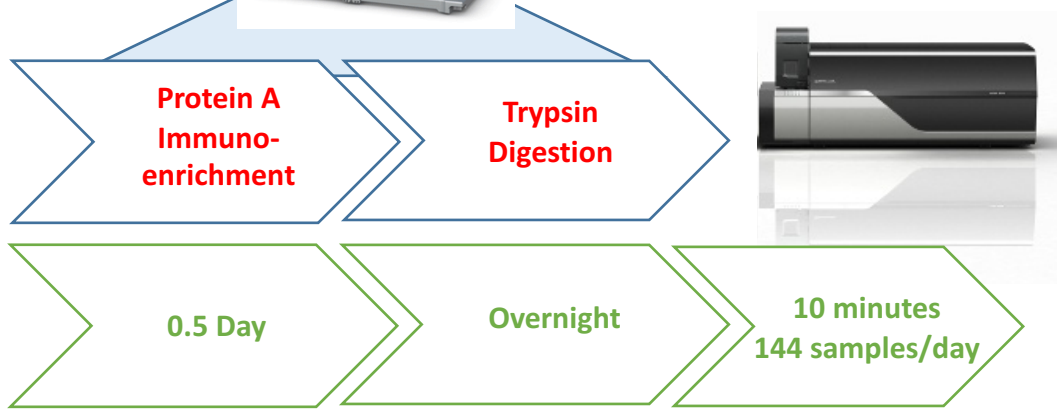 Protein A
Immuno-
enrichment
Trypsin
Digestion
0.5 Day
Overnight
10 minutes
144 samples/day